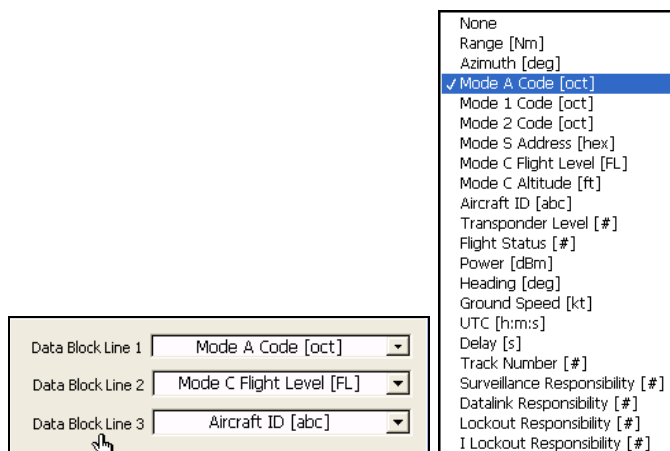 None
Range [Nm]
Azimuth [deg]
Mode A Code [oct]
Mode 1 Code [oct]
Mode 2 Code [oct]
Mode S Address [hex]
Mode C Flight Level [FL]
Mode C Altitude [ft]
Aircraft ID [abc]
Transponder Level [#]
Flight Status [#]
Power [dBm]
Heading [deg]
Ground Speed [kt]
UTC [h:m:s]
Delay [s]
Track Number [#]
Surveillance Responsibility [#]
Datalink Responsibility [#]
Lockout Responsibility [#]
I Lockout Responsibility [#]
Data Block Line 1 Mode A Code [oct]
Data Block Line 2 Mode C Flight Level [FL]
Data Block Line 3 Aircraft ID [abc]